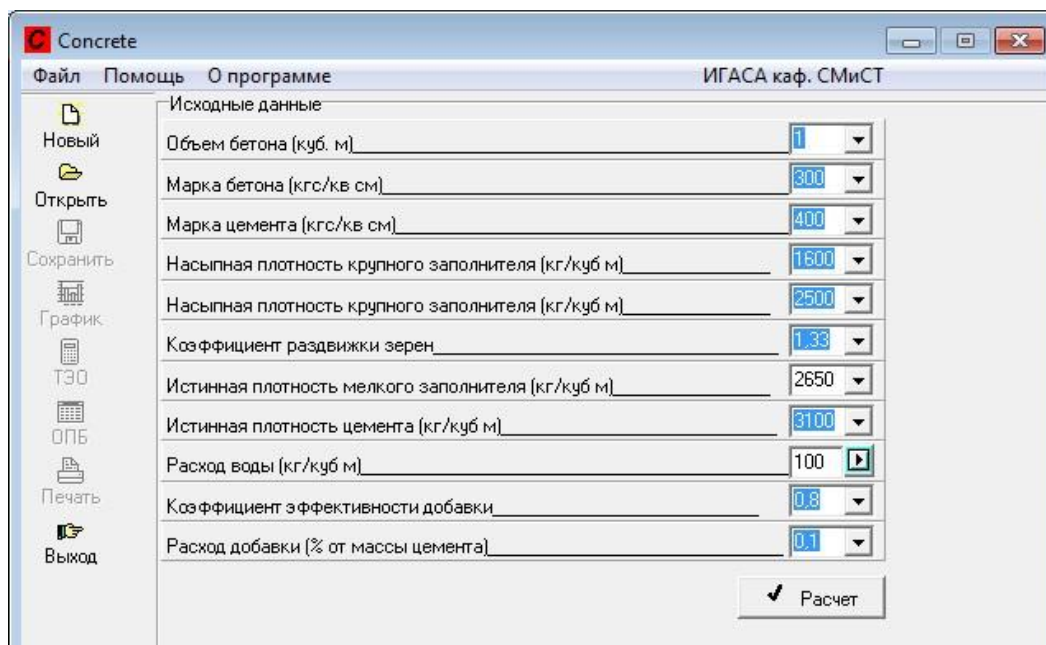 Concrete
Файл Помощь О программе ИГАСА каф. СМиСТ
Новый
Открыть
Сохранить
График
ТЭО
ОПБ
Печать
Выход
Исходные данные
Объем бетона (куб. м) 1
Марка бетона (кгс/кв см) 300
Марка цемента (кгс/кв см) 400
Насыпная плотность крупного заполнителя (кг/куб м) 1600
Насыпная плотность крупного заполнителя (кг/куб м) 2500
Коэффициент раздвижки зерен 1,33
Истинная плотность мелкого заполнителя (кг/куб м) 2650
Истинная плотность цемента (кг/куб м) 3100
Расход воды (кг/куб м) 100
Коэффициент эффективности добавки 0,8
Расход добавки (% от массы цемента) 0,1
Расчет